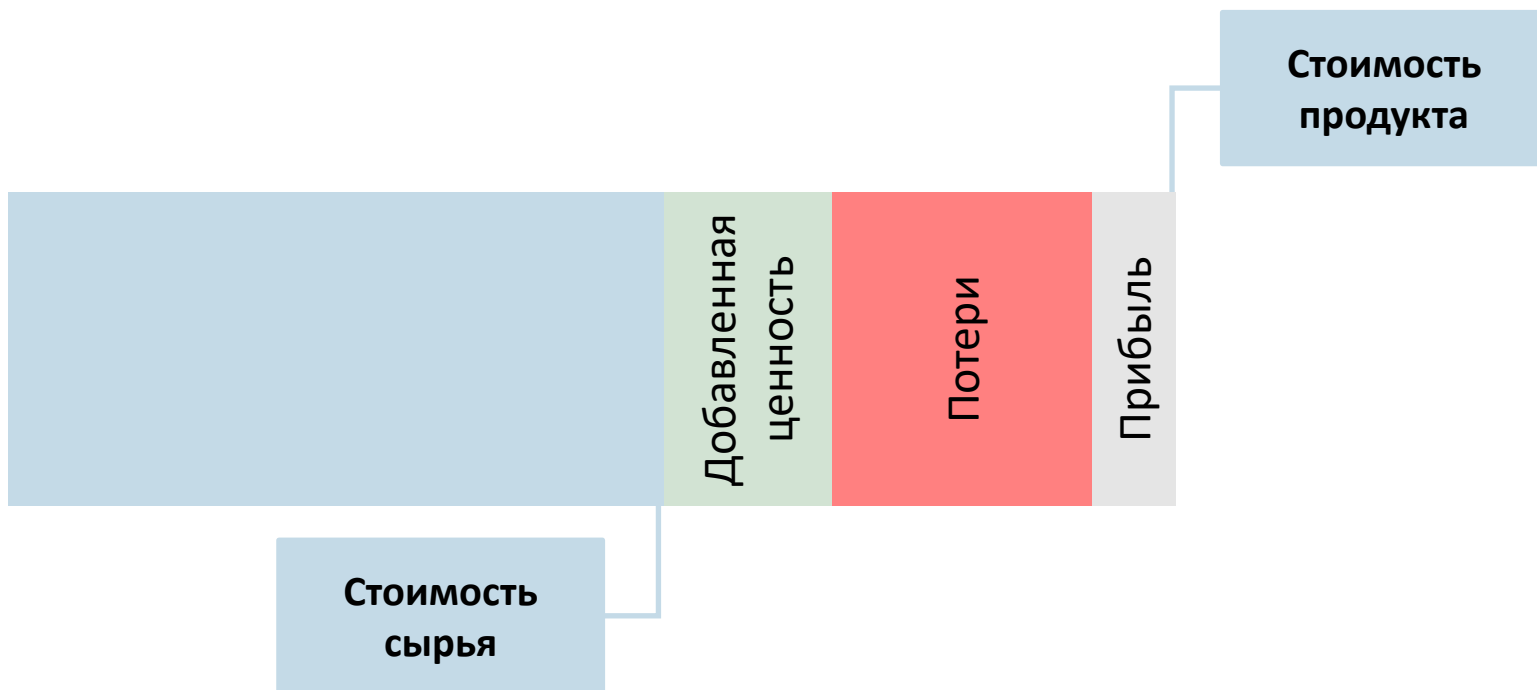 Стоимость
продукта
Добавленная
ценность
Потери
Прибыль
Стоимость
сырья